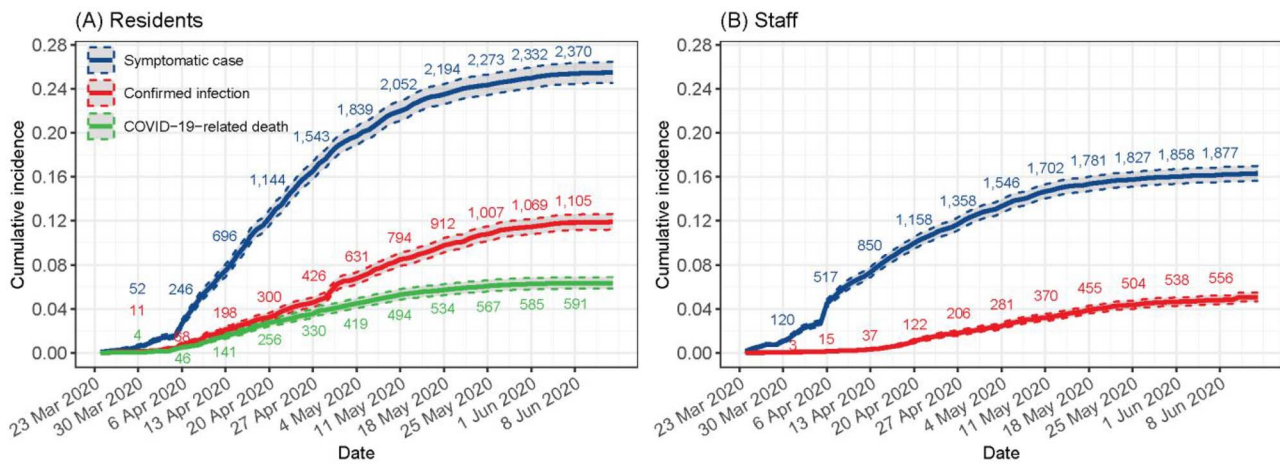 (A) Residents
(B) Staff
Cumulative incidence
0.28
0.24
0.20
0.16
0.12
0.08
0.04
0.00
Symptomatic case
Confirmed infection
COVID−19−related death
52
246
696
1,144
1,543
1,839
2,052
2,194
2,273
2,332
2,370
11
58
198
300
426
631
794
912
1,007
1,069
1,105
4
46
141
256
330
419
494
534
567
585
591
23 Mar 2020
30 Mar 2020
6 Apr 2020
13 Apr 2020
20 Apr 2020
27 Apr 2020
4 May 2020
11 May 2020
18 May 2020
25 May 2020
1 Jun 2020
8 Jun 2020
Date
Cumulative incidence
0.28
0.24
0.20
0.16
0.12
0.08
0.04
0.00
120
517
850
1,158
1,358
1,546
1,702
1,781
1,827
1,858
1,877
3
15
37
122
206
281
370
455
504
538
556
23 Mar 2020
30 Mar 2020
6 Apr 2020
13 Apr 2020
20 Apr 2020
27 Apr 2020
4 May 2020
11 May 2020
18 May 2020
25 May 2020
1 Jun 2020
8 Jun 2020
Date